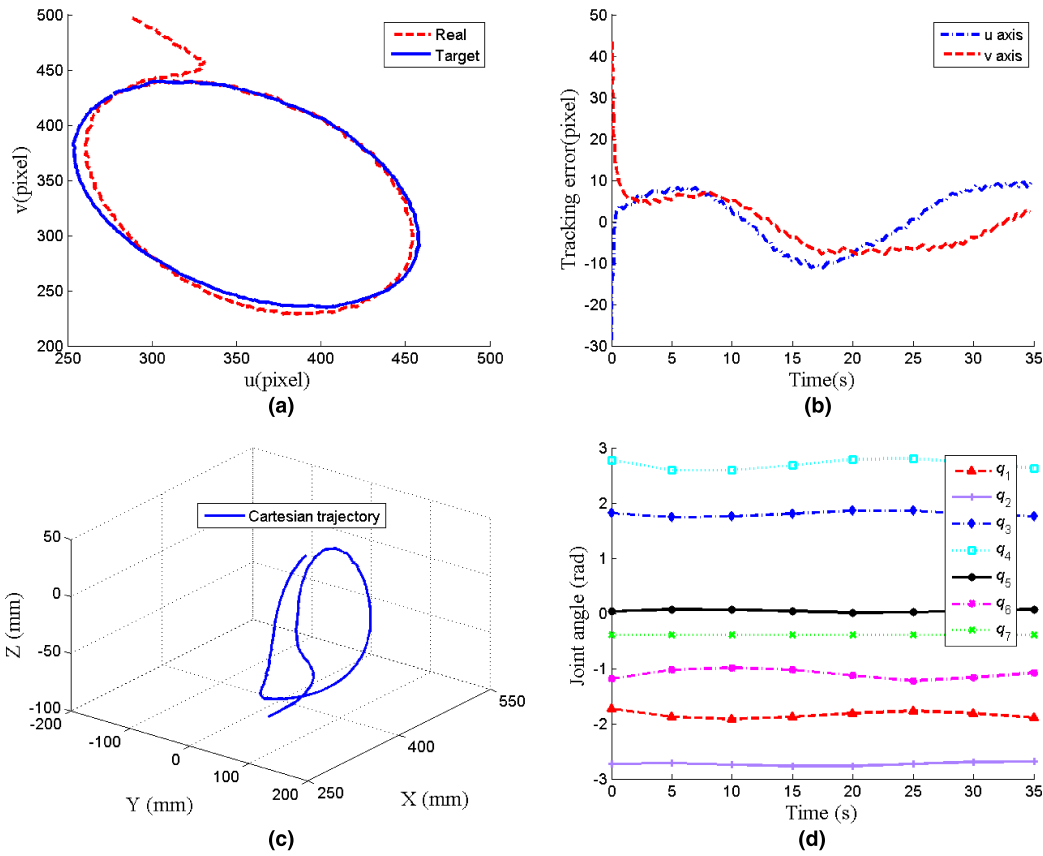 500
450
400
350
300
250
200
v(pixel)
250 300 350 400 450 500
u(pixel)
Real
Target
(a)
50
40
30
20
10
0
-10
-20
-30
Tracking error(pixel)
0 5 10 15 20 25 30 35
Time(s)
u axis
v axis
(b)
50
0
-50
-100
Z (mm)
-200
-100
0
100
200
Y (mm)
250
400
550
X (mm)
Cartesian trajectory
(c)
3
2
1
0
-1
-2
-3
Joint angle (rad)
0 5 10 15 20 25 30 35
Time (s)
q1
q2
q3
q4
q5
q6
q7
(d)